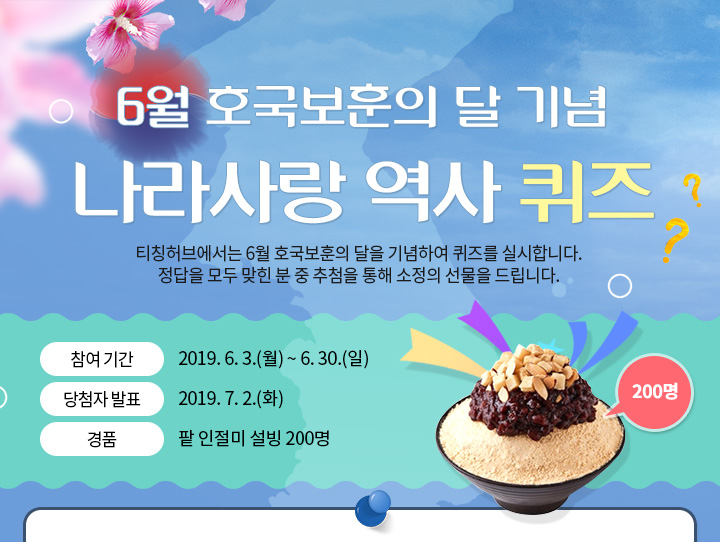 6월 호국보훈의 달 기념
나라사랑 역사 퀴즈
?
?
티칭허브에서는 6월 호국보훈의 달을 기념하여 퀴즈를 실시합니다.
정답을 모두 맞힌 분 중 추첨을 통해 소정의 선물을 드립니다.
참여 기간 2019. 6. 3.(월) ~ 6. 30.(일)
당첨자 발표 2019. 7. 2.(화)
200명
경품 팥 인절미 설빙 200명